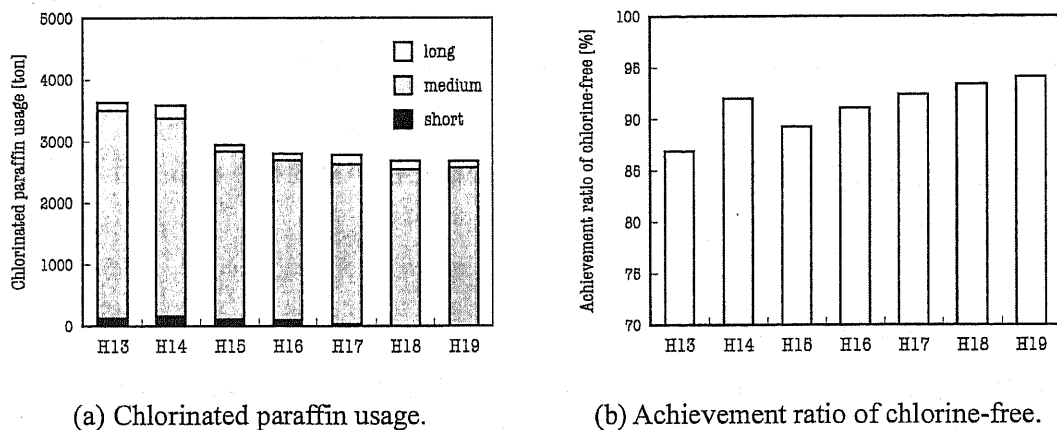 5000
4000
3000
2000
1000
0
Chlorinated paraffin usage [ton]
long
medium
short
H13 H14 H15 H16 H17 H18 H19
(a) Chlorinated paraffin usage.
100
95
90
85
80
75
70
Achievement ratio of chlorine-free [%]
H13 H14 H15 H16 H17 H18 H19
(b) Achievement ratio of chlorine-free.